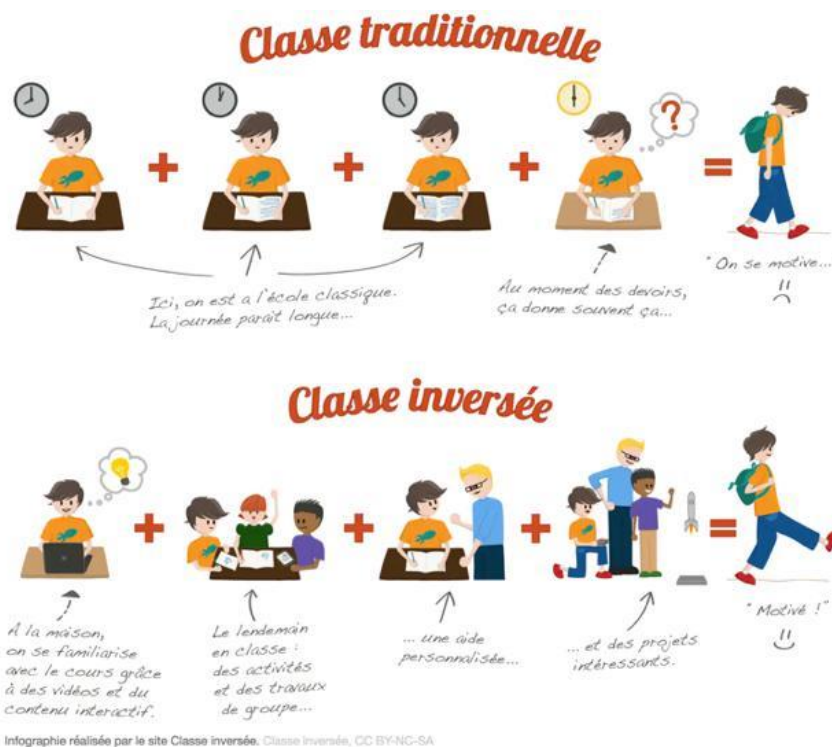 Classe traditionnelle
?
Ici, on est a l'école classique.
La journée parait longue...
Au moment des devoirs,
ça donne souvent ça...
"On se motive...
Classe inversée
À la maison,
on se familiarise
avec le cours grâce
à des vidéos et du
contenu interactif.
Le lendemain
en classe :
des activités
et des travaux
de groupe...
... une aide
personnalisée...
... et des projets
intéressants.
"Motivé !"
Infographie réalisée par le site Classe inversée. Classe Inversée, CC BY-NC-SA